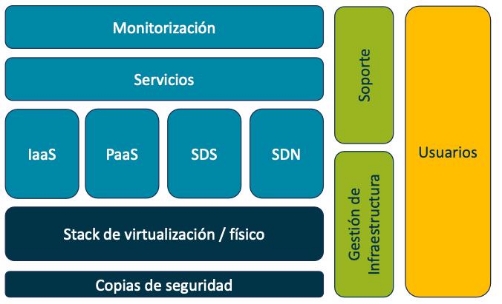 Monitorización
Servicios
IaaS
PaaS
SDS
SDN
Stack de virtualización / físico
Copias de seguridad
Soporte
Gestión de
Infraestructura
Usuarios